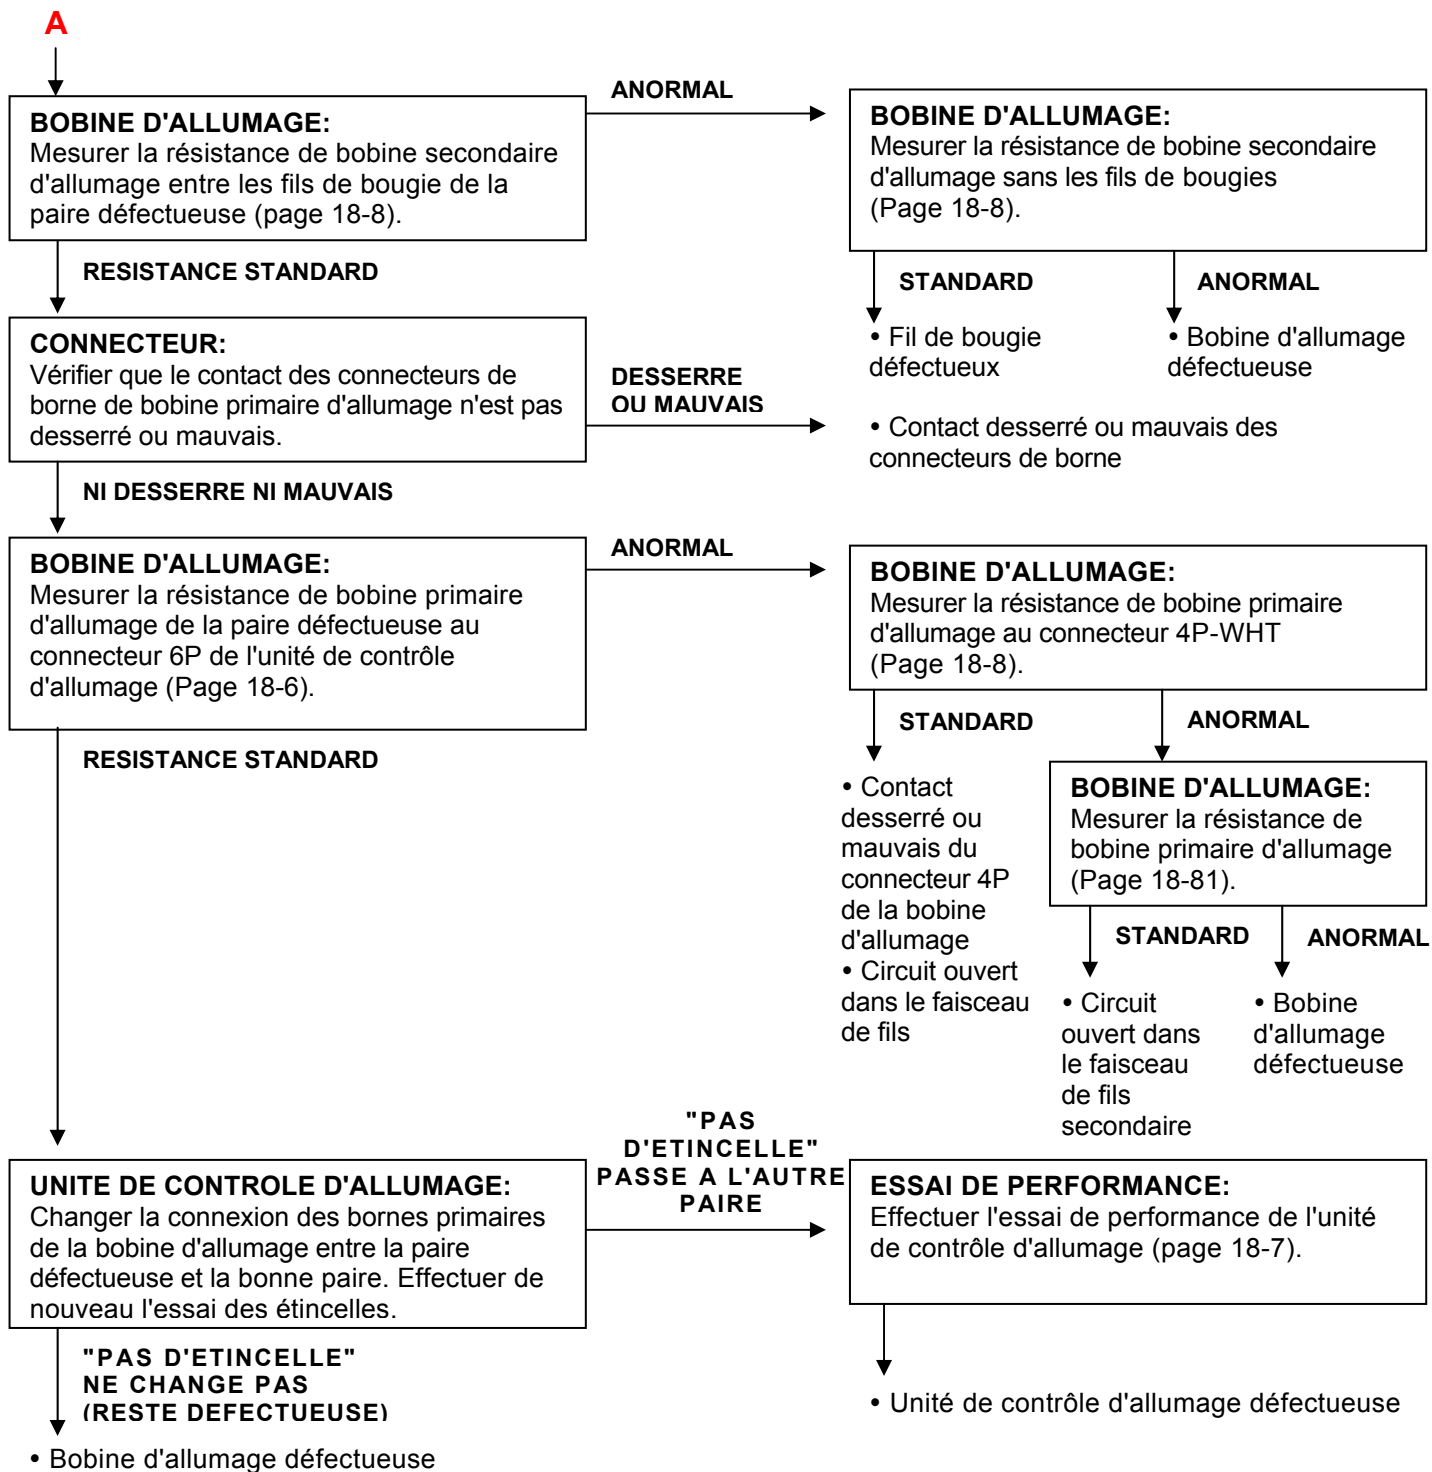 A
BOBINE D'ALLUMAGE:
Mesurer la résistance de bobine secondaire
d'allumage entre les fils de bougie de la
paire défectueuse (page 18-8).
ANORMAL
BOBINE D'ALLUMAGE:
Mesurer la résistance de bobine secondaire
d'allumage sans les fils de bougies
(Page 18-8).
RESISTANCE STANDARD
STANDARD
ANORMAL
• Fil de bougie
défectueux
• Bobine d'allumage
défectueuse
CONNECTEUR:
Vérifier que le contact des connecteurs de
borne de bobine primaire d'allumage n'est pas
desserré ou mauvais.
DESSERRE
OU MAUVAIS
• Contact desserré ou mauvais des
connecteurs de borne
NI DESSERRE NI MAUVAIS
BOBINE D'ALLUMAGE:
Mesurer la résistance de bobine primaire
d'allumage de la paire défectueuse au
connecteur 6P de l'unité de contrôle
d'allumage (Page 18-6).
ANORMAL
BOBINE D'ALLUMAGE:
Mesurer la résistance de bobine primaire
d'allumage au connecteur 4P-WHT
(Page 18-8).
RESISTANCE STANDARD
STANDARD
ANORMAL
• Contact
desserré ou
mauvais du
connecteur 4P
de la bobine
d'allumage
• Circuit ouvert
dans le faisceau
de fils
BOBINE D'ALLUMAGE:
Mesurer la résistance de
bobine primaire d'allumage
(Page 18-81).
STANDARD
ANORMAL
• Circuit
ouvert dans
le faisceau
de fils
secondaire
• Bobine
d'allumage
défectueuse
UNITE DE CONTROLE D'ALLUMAGE:
Changer la connexion des bornes primaires
de la bobine d'allumage entre la paire
défectueuse et la bonne paire. Effectuer de
nouveau l'essai des étincelles.
"PAS
D'ETINCELLE"
PASSE A L'AUTRE
PAIRE
ESSAI DE PERFORMANCE:
Effectuer l'essai de performance de l'unité
de contrôle d'allumage (page 18-7).
"PAS D'ETINCELLE"
NE CHANGE PAS
(RESTE DEFECTUEUSE)
• Unité de contrôle d'allumage défectueuse
• Bobine d'allumage défectueuse